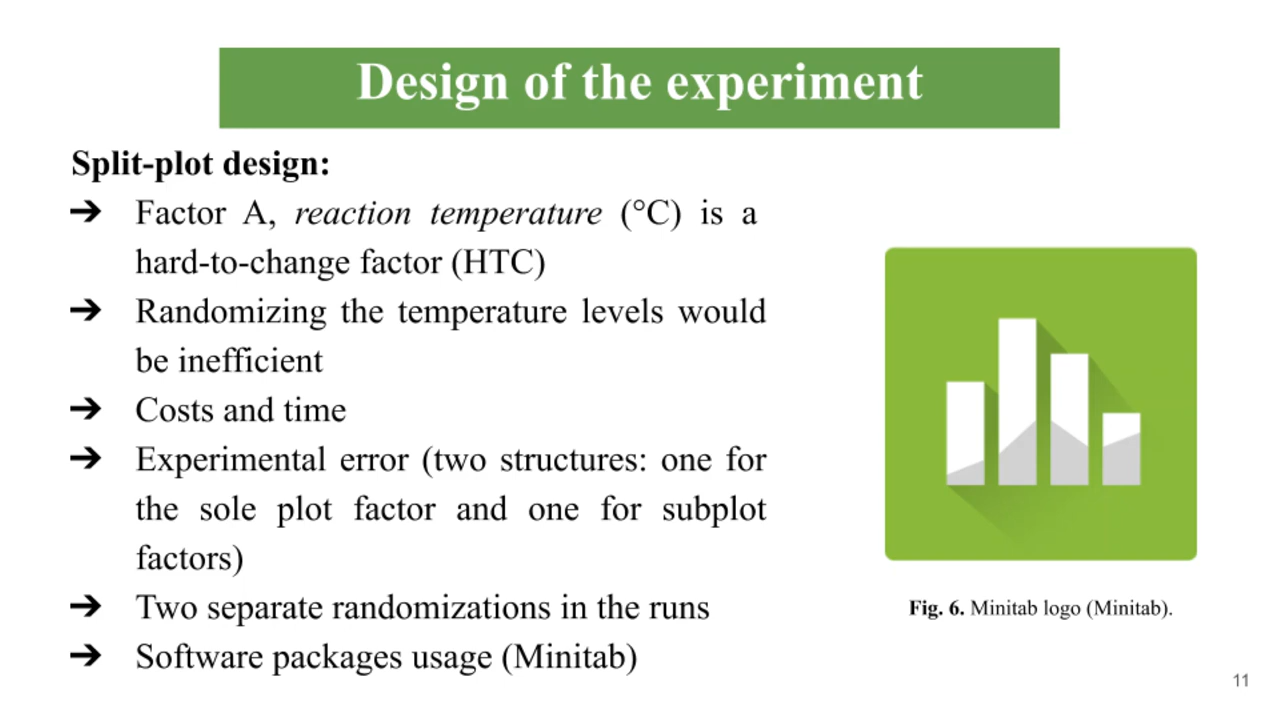 Design of the experiment
Split-plot design:
➔ Factor A, reaction temperature (°C) is a
hard-to-change factor (HTC)
➔ Randomizing the temperature levels would
be inefficient
➔ Costs and time
➔ Experimental error (two structures: one for
the sole plot factor and one for subplot
factors)
➔ Two separate randomizations in the runs
➔ Software packages usage (Minitab)
Fig. 6. Minitab logo (Minitab).
11